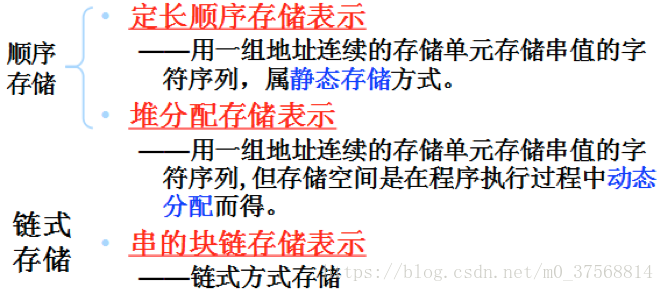 顺序
存储
• 定长顺序存储表示
——用一组地址连续的存储单元存储串值的字
符序列，属静态存储方式。
• 堆分配存储表示
——用一组地址连续的存储单元存储串值的字
符序列,但存储空间是在程序执行过程中动态
分配而得。
链式
存储
• 串的块链存储表示
——链式方式存储
https://blog.csdn.net/m0_37568814